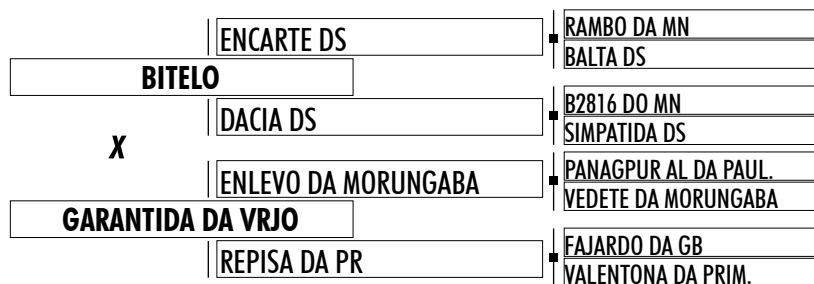 ENCARTE DS
RAMBO DA MN
BALTA DS
BITELO
DACIA DS
B2816 DO MN
SIMPATIDA DS
X
ENLEVO DA MORUNGABA
PANAGPUR AL DA PAUL.
VEDETE DA MORUNGABA
GARANTIDA DA VRJO
REPISA DA PR
FAJARDO DA GB
VALENTONA DA PRIM.